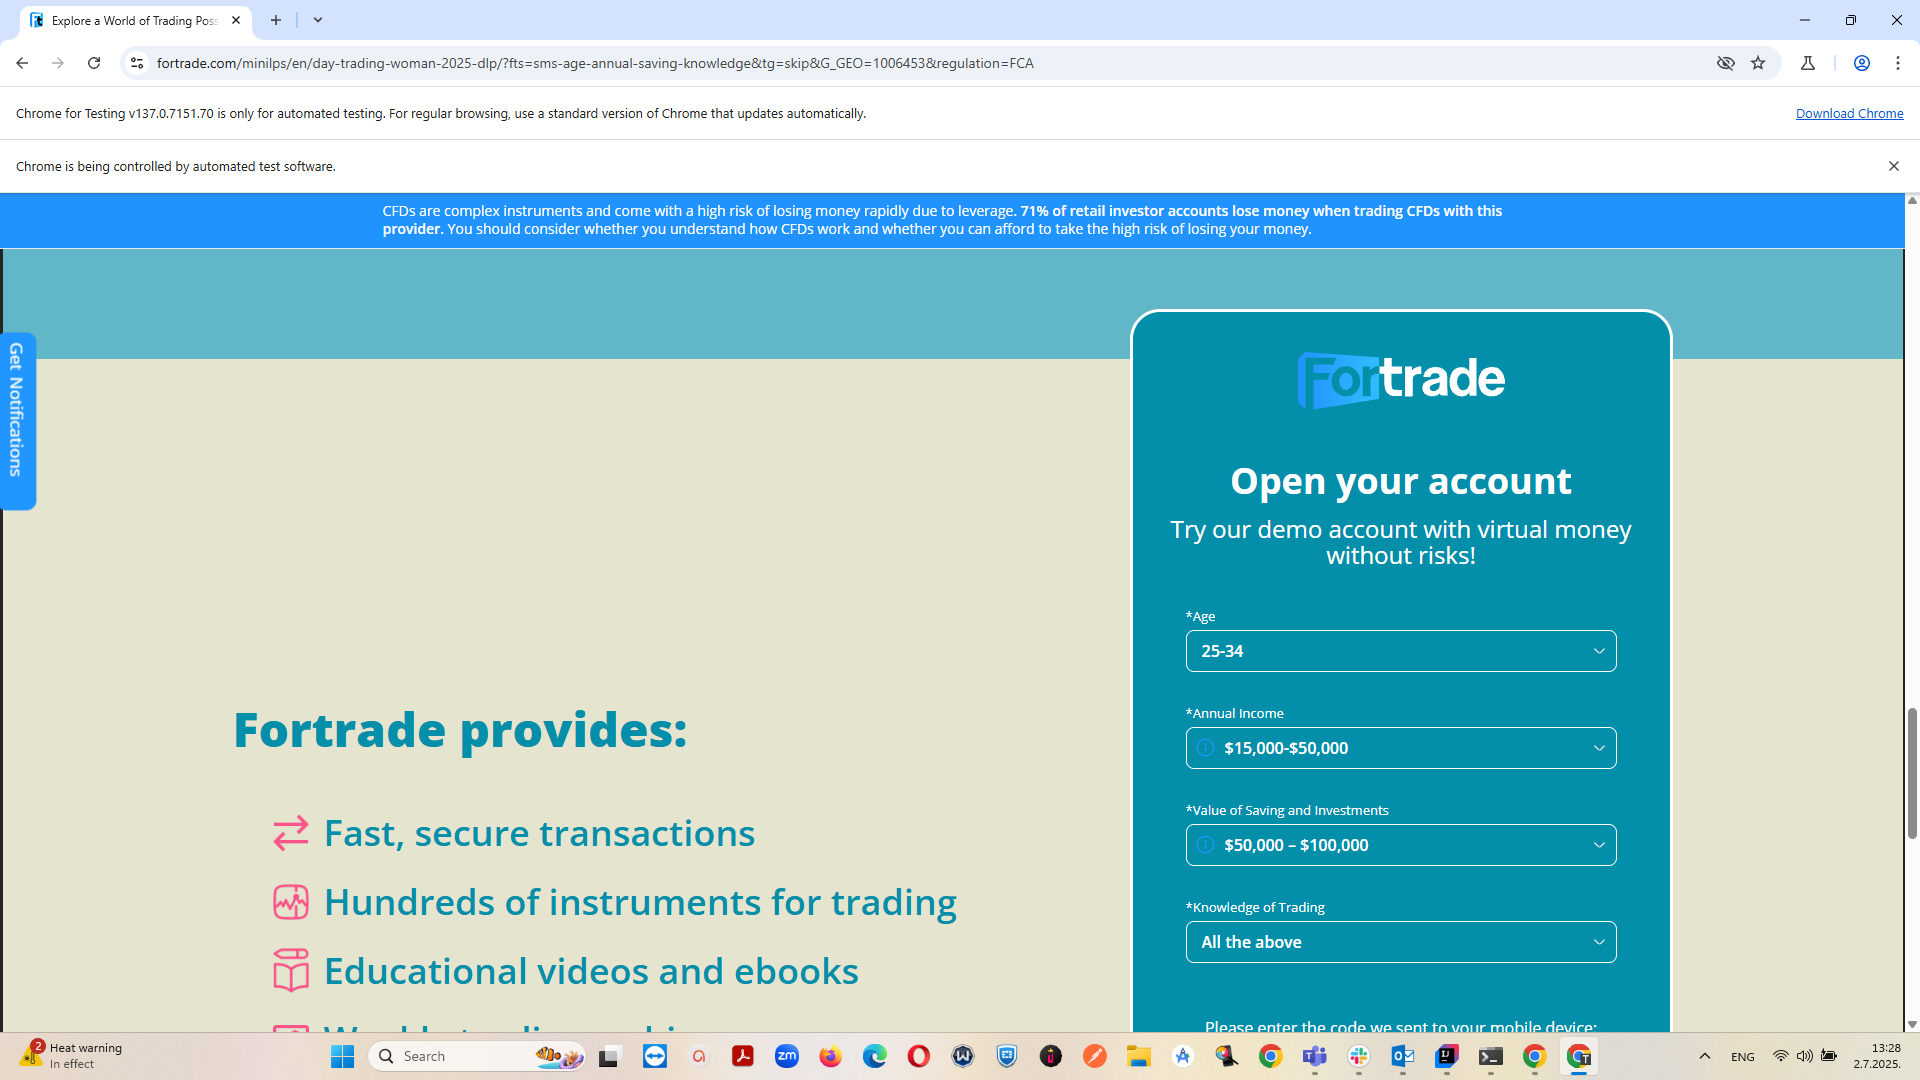 Explore a World of Trading Poss
fortrade.com/minilps/en/day-trading-woman-2025-dlp/?fts=sms-age-annual-saving-knowledge&tg=skip&G_GEO=1006453&regulation=FCA
Chrome for Testing v137.0.7151.70 is only for automated testing. For regular browsing, use a standard version of Chrome that updates automatically.
Download Chrome
Chrome is being controlled by automated test software.
CFDs are complex instruments and come with a high risk of losing money rapidly due to leverage. 71% of retail investor accounts lose money when trading CFDs with this
provider. You should consider whether you understand how CFDs work and whether you can afford to take the high risk of losing your money.
Get Notifications
Fortrade
Open your account
Try our demo account with virtual money
without risks!
*Age
25-34
*Annual Income
$15,000-$50,000
*Value of Saving and Investments
$50,000 – $100,000
*Knowledge of Trading
All the above
Please enter the code we sent to your mobile device:
Fortrade provides:
Fast, secure transactions
Hundreds of instruments for trading
Educational videos and ebooks
2
Heat warning
In effect
Search
zm
ENG
13:28
2.7.2025.